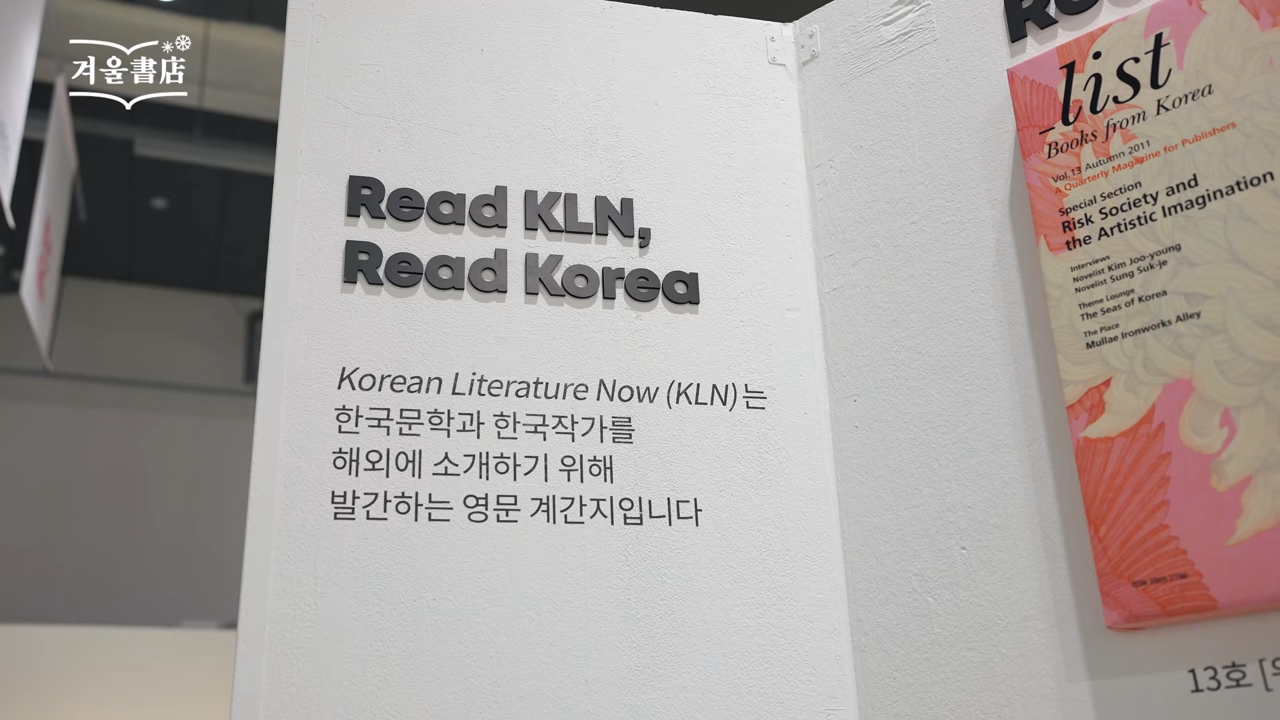 겨울書店
Read KLN,
Read Korea
Korean Literature Now (KLN)는
한국문학과 한국작가를
해외에 소개하기 위해
발간하는 영문 계간지입니다
_list
Books from Korea
Vol.13 Autumn 2011
A Quarterly Magazine for Publishers
Special Section
Risk Society and
the Artistic Imagination
Interviews
Novelist Kim Joo-young
Novelist Sung Suk-je
Theme Lounge
The Seas of Korea
The Place
Mullae Ironworks Alley
13호 [